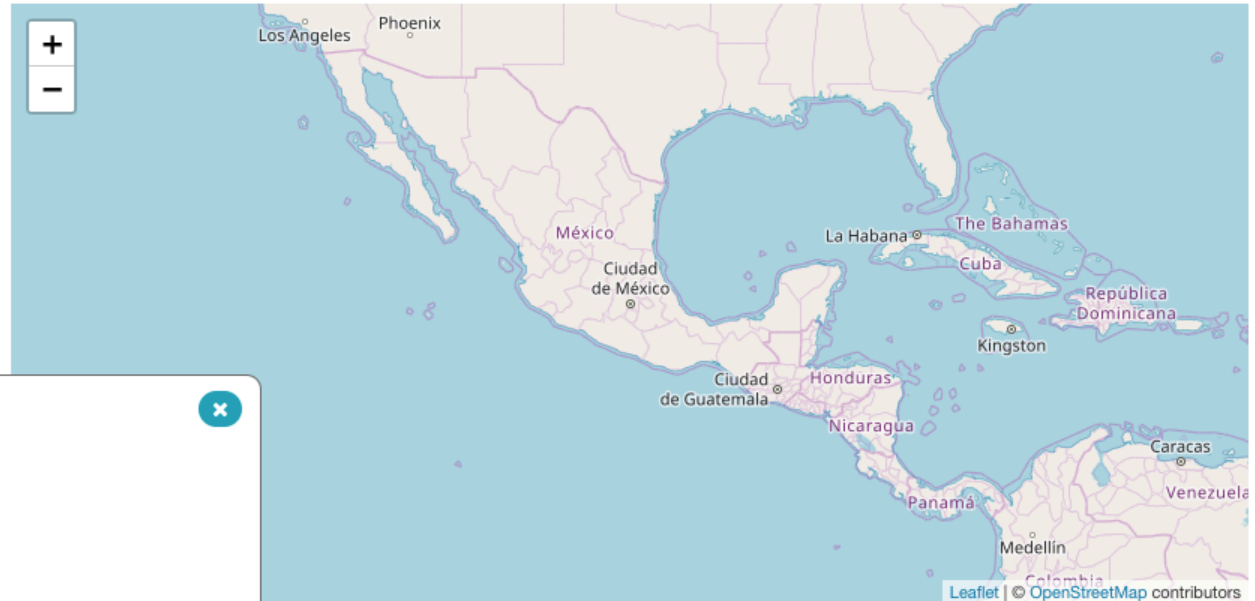 +
−
Los Angeles
Phoenix
México
Ciudad
de México
La Habana
The Bahamas
Cuba
República
Dominicana
Kingston
Ciudad
de Guatemala
Honduras
Nicaragua
Caracas
Venezuela
Panamá
Medellín
Colombia
Leaflet | © OpenStreetMap contributors